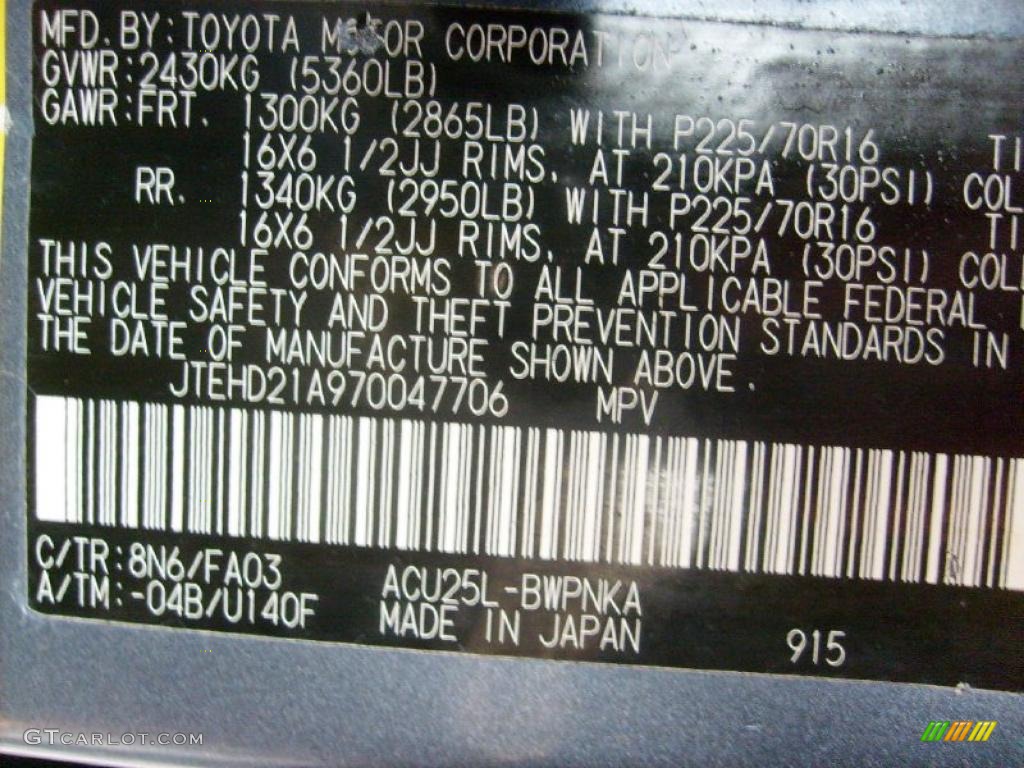 MFD. BY: TOYOTA MOTOR CORPORATION
GVWR: 2430KG (5360LB)
GAWR: FRT. 1300KG (2865LB) WITH P225/70R16 TI
16X6 1/2JJ RIMS, AT 210KPA (30PSI) COL
RR. 1340KG (2950LB) WITH P225/70R16 TI
16X6 1/2JJ RIMS, AT 210KPA (30PSI) COL
THIS VEHICLE CONFORMS TO ALL APPLICABLE FEDERAL
VEHICLE SAFETY AND THEFT PREVENTION STANDARDS IN
THE DATE OF MANUFACTURE SHOWN ABOVE.
JTEHD21A970047706 MPV
C/TR: 8N6/FA03 ACU25L-BWPNKA
A/TM: -04B/U140F MADE IN JAPAN 915
GTCARLOT.COM